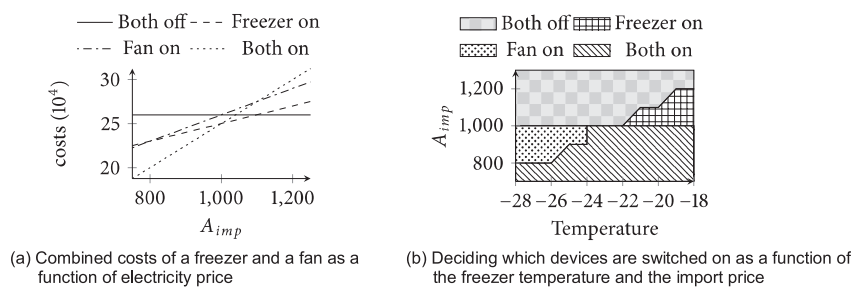 Both off Freezer on
Fan on Both on
30
25
20
costs (10⁴)
800 1,000 1,200
A_imp
(a) Combined costs of a freezer and a fan as a
function of electricity price
Both off Freezer on
Fan on Both on
1,200
1,000
800
A_imp
−28 −26 −24 −22 −20 −18
Temperature
(b) Deciding which devices are switched on as a function of
the freezer temperature and the import price